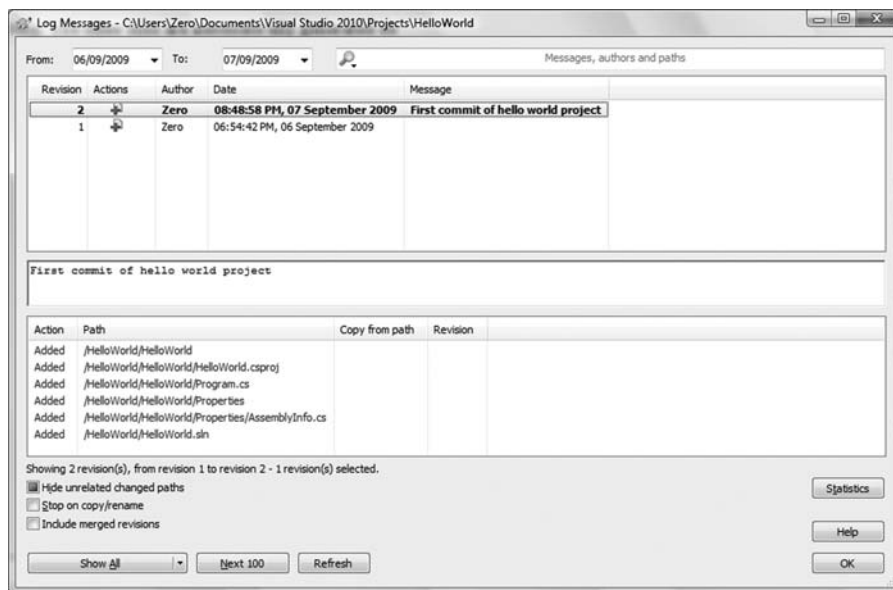 Log Messages - C:\Users\Zero\Documents\Visual Studio 2010\Projects\HelloWorld
From: 06/09/2009 To: 07/09/2009 Messages, authors and paths
Revision Actions Author Date Message
2 Zero 08:48:58 PM, 07 September 2009 First commit of hello world project
1 Zero 06:54:42 PM, 06 September 2009
First commit of hello world project
Action Path Copy from path Revision
Added /HelloWorld/HelloWorld
Added /HelloWorld/HelloWorld/HelloWorld.csproj
Added /HelloWorld/HelloWorld/Program.cs
Added /HelloWorld/HelloWorld/Properties
Added /HelloWorld/HelloWorld/Properties/AssemblyInfo.cs
Added /HelloWorld/HelloWorld.sln
Showing 2 revision(s), from revision 1 to revision 2 - 1 revision(s) selected.
Hide unrelated changed paths Statistics
Stop on copy/rename
Include merged revisions Help
Show All Next 100 Refresh OK